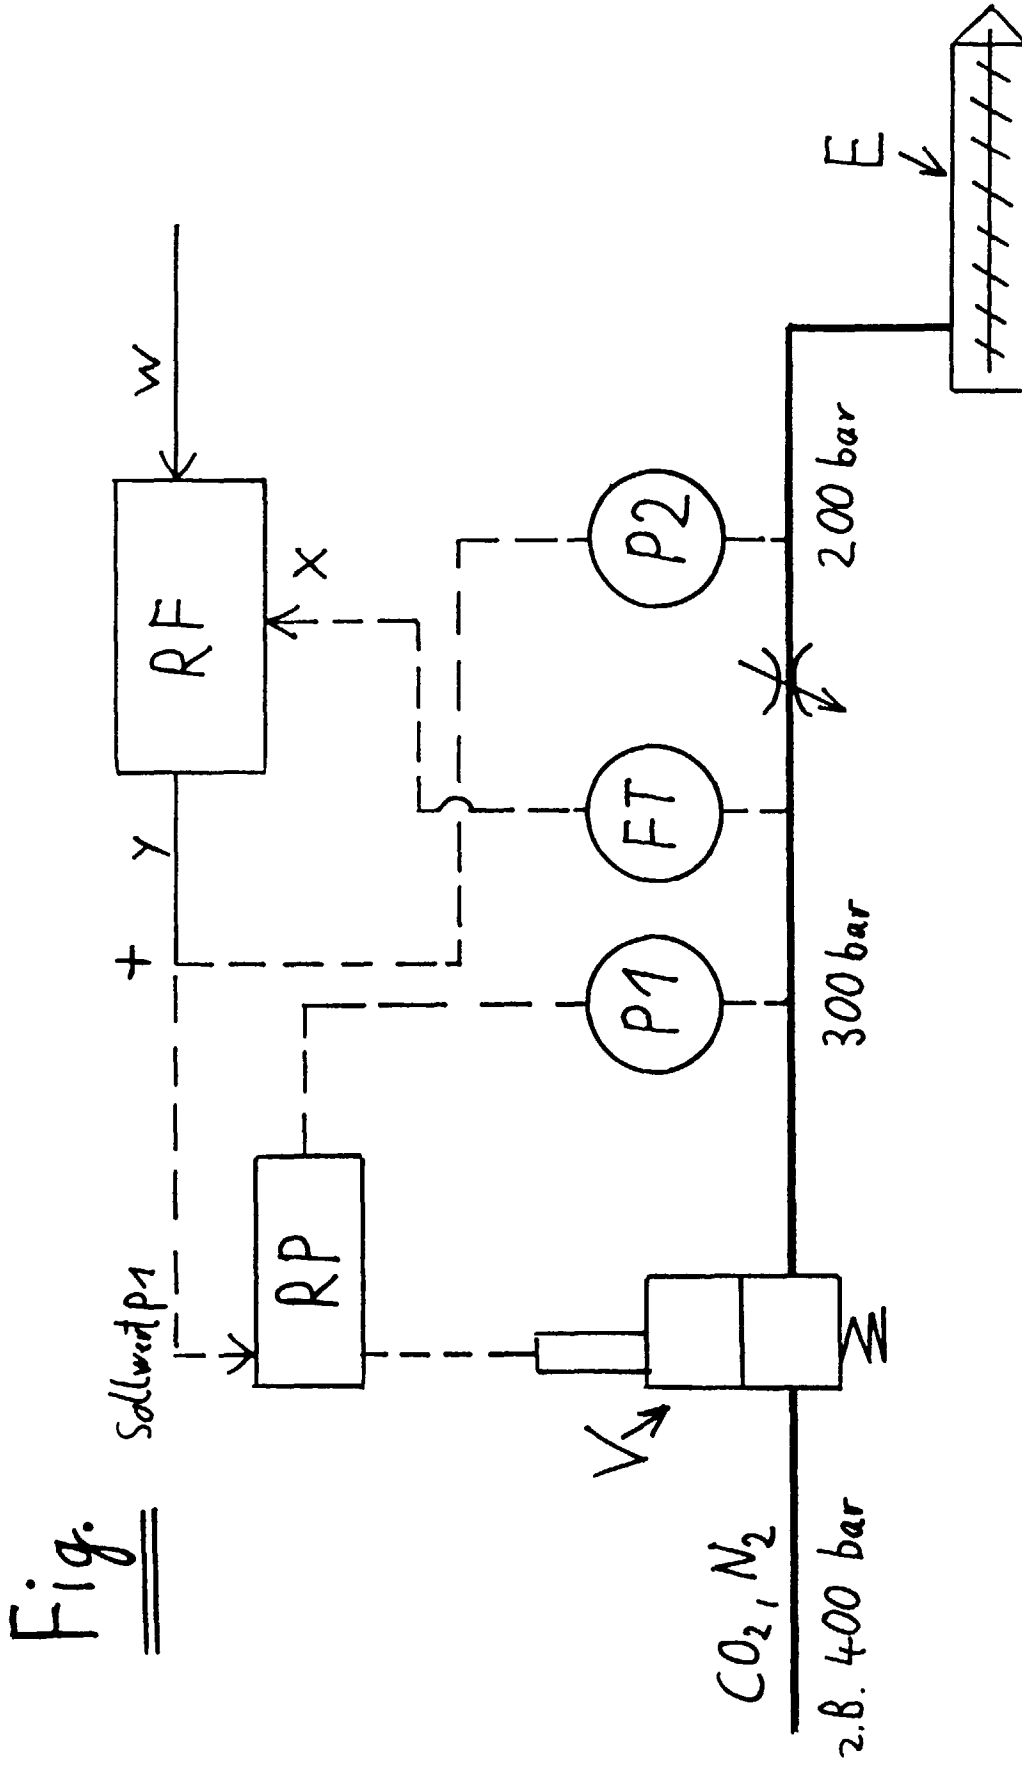 Fig.
Sollwert p1
+
y
RF
w
x
RP
P1
FT
P2
V
E
CO2, N2
z.B. 400 bar
300 bar
200 bar